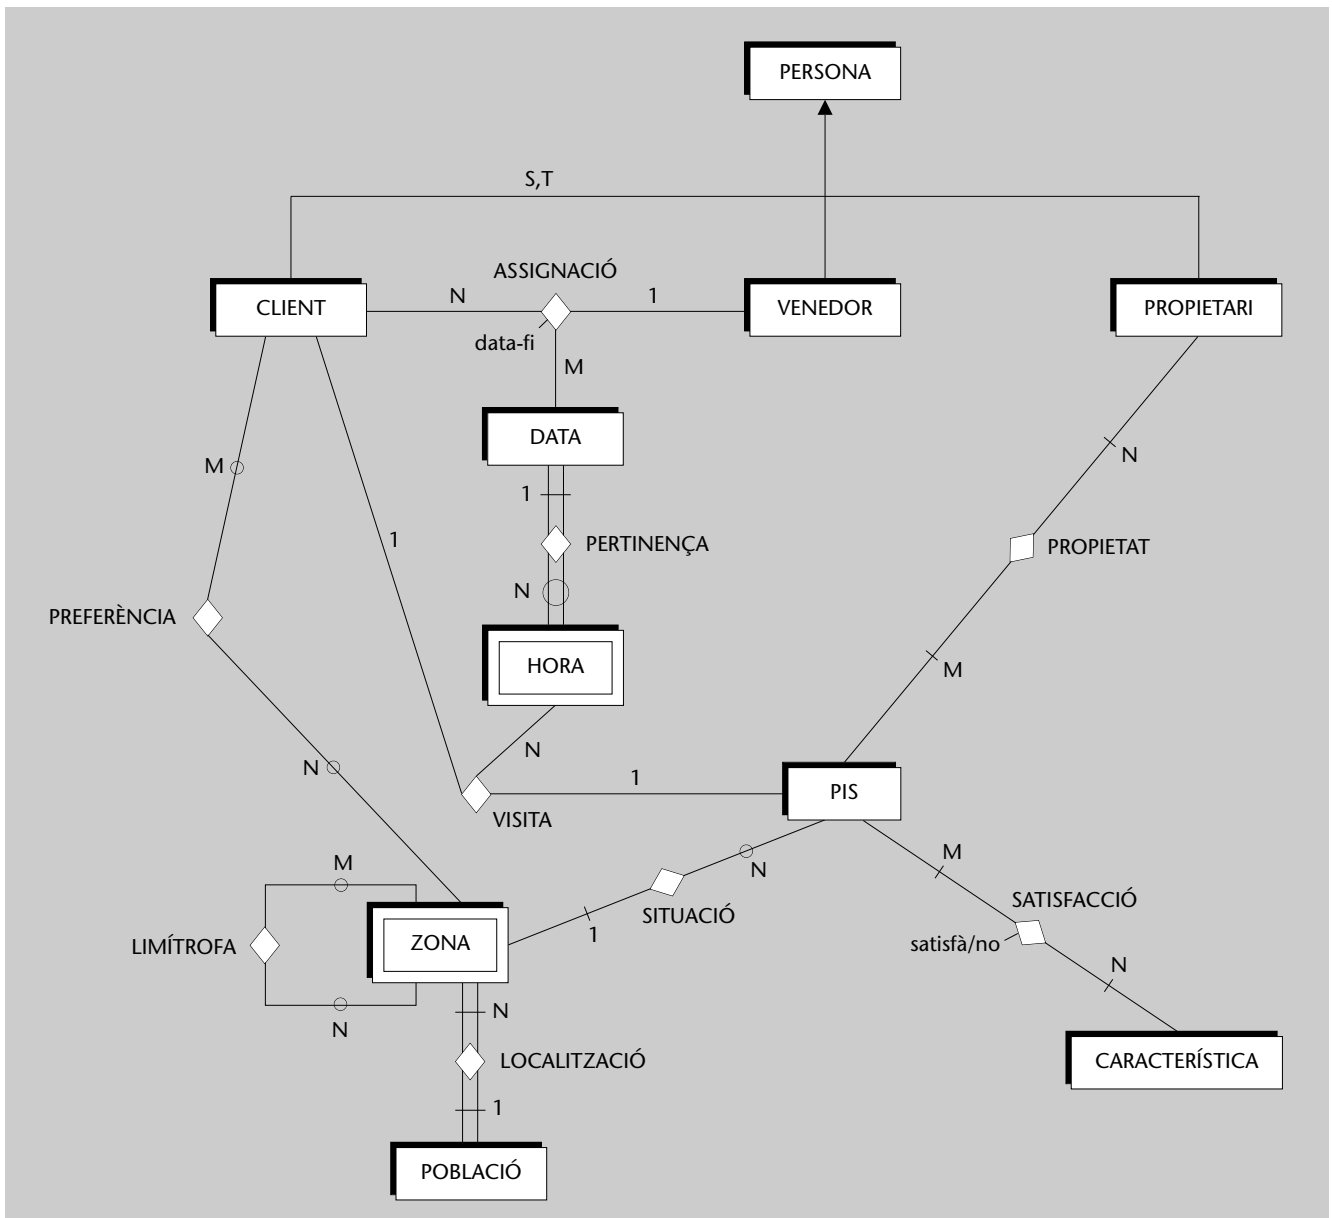 PERSONA
S,T
ASSIGNACIÓ
CLIENT
N
1
VENEDOR
PROPIETARI
data-fi
M
DATA
M
N
1
1
PERTINENÇA
PROPIETAT
N
PREFERÈNCIA
HORA
M
N
N
1
PIS
VISITA
M
M
N
SATISFACCIÓ
SITUACIÓ
1
satisfà/no
ZONA
LIMÍTROFA
N
N
N
LOCALITZACIÓ
CARACTERÍSTICA
1
POBLACIÓ